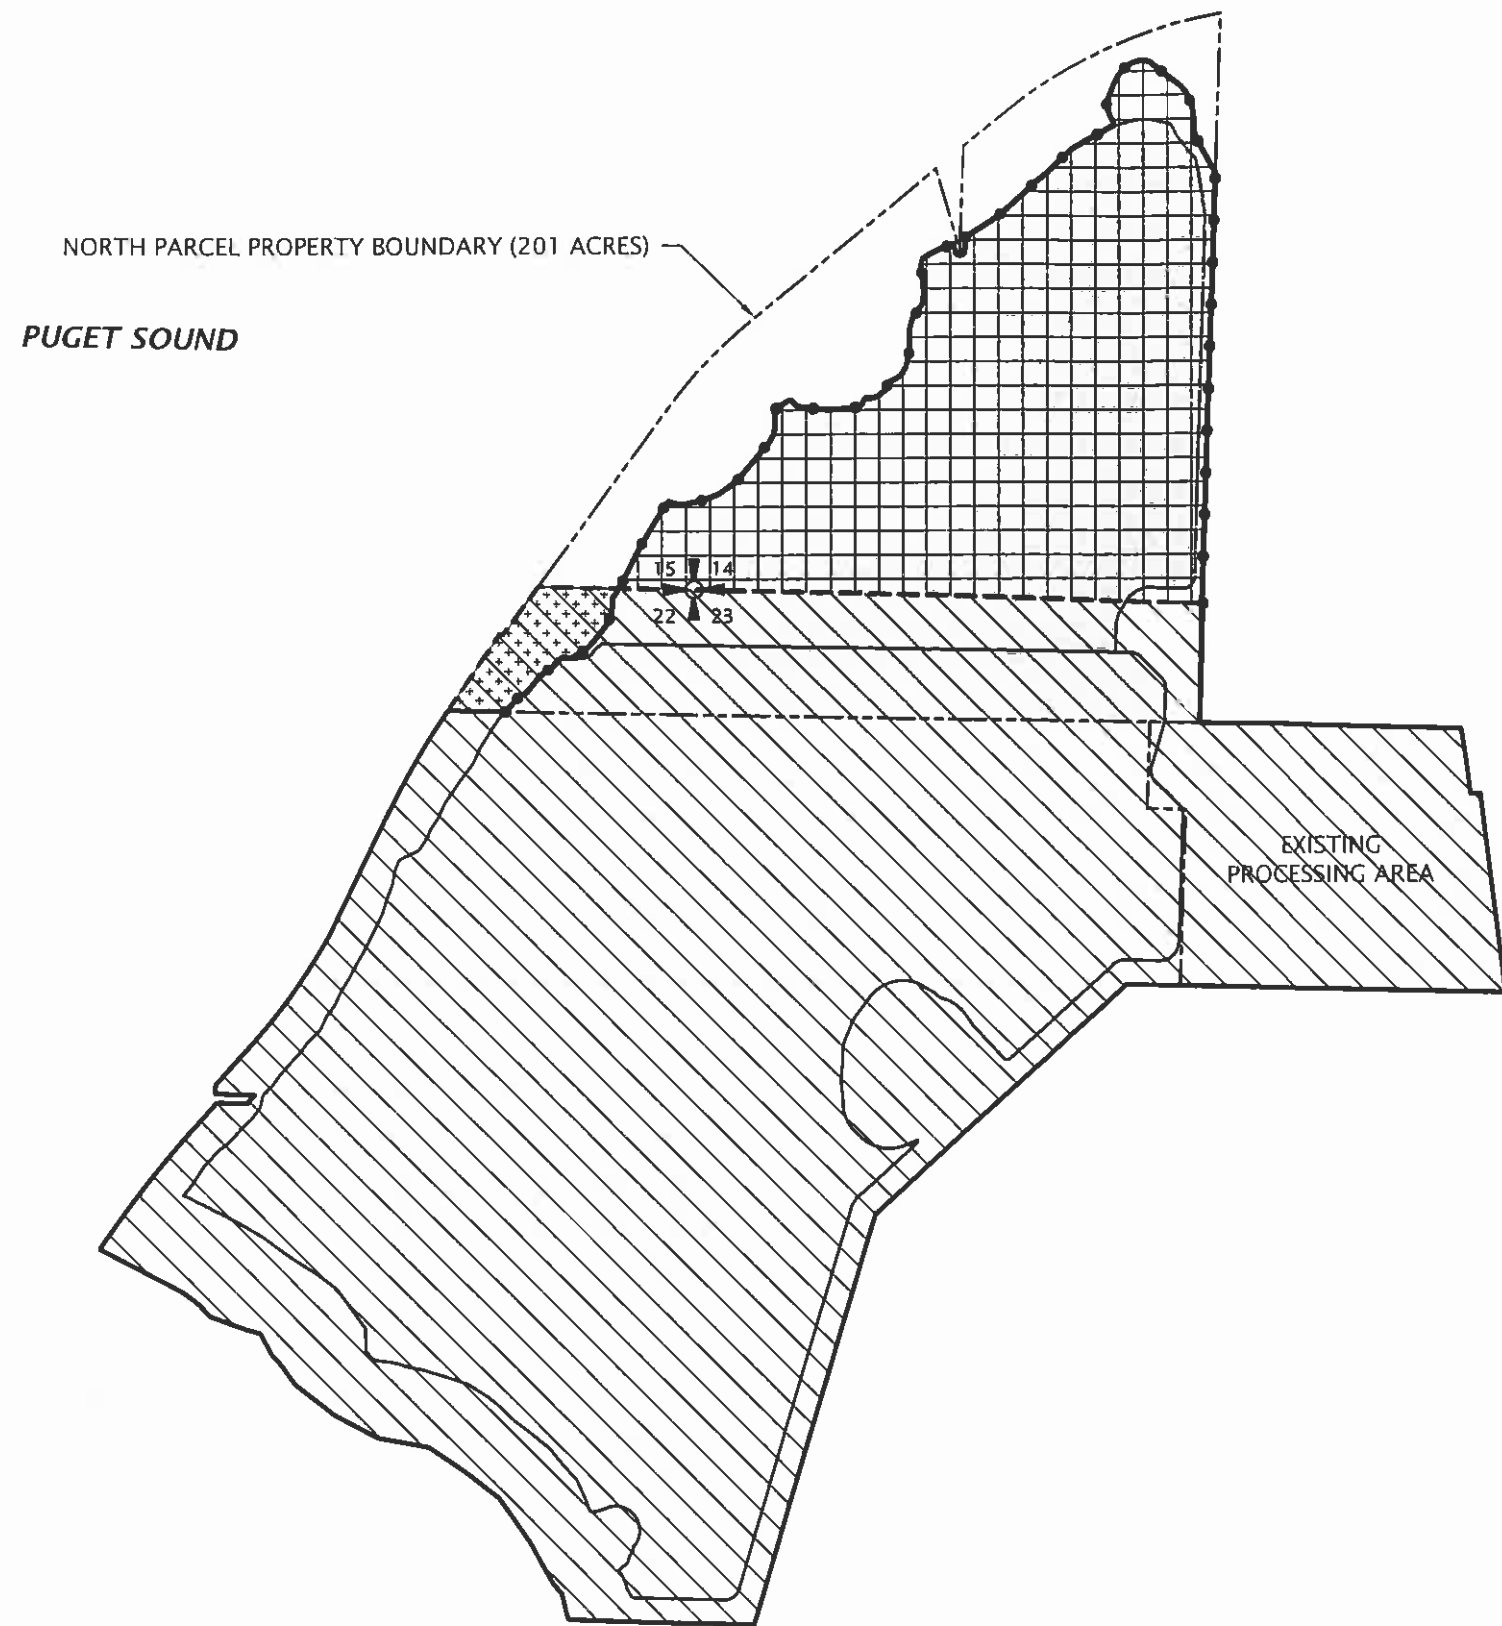 NORTH PARCEL PROPERTY BOUNDARY (201 ACRES)
PUGET SOUND
15 14
22 23
EXISTING
PROCESSING AREA